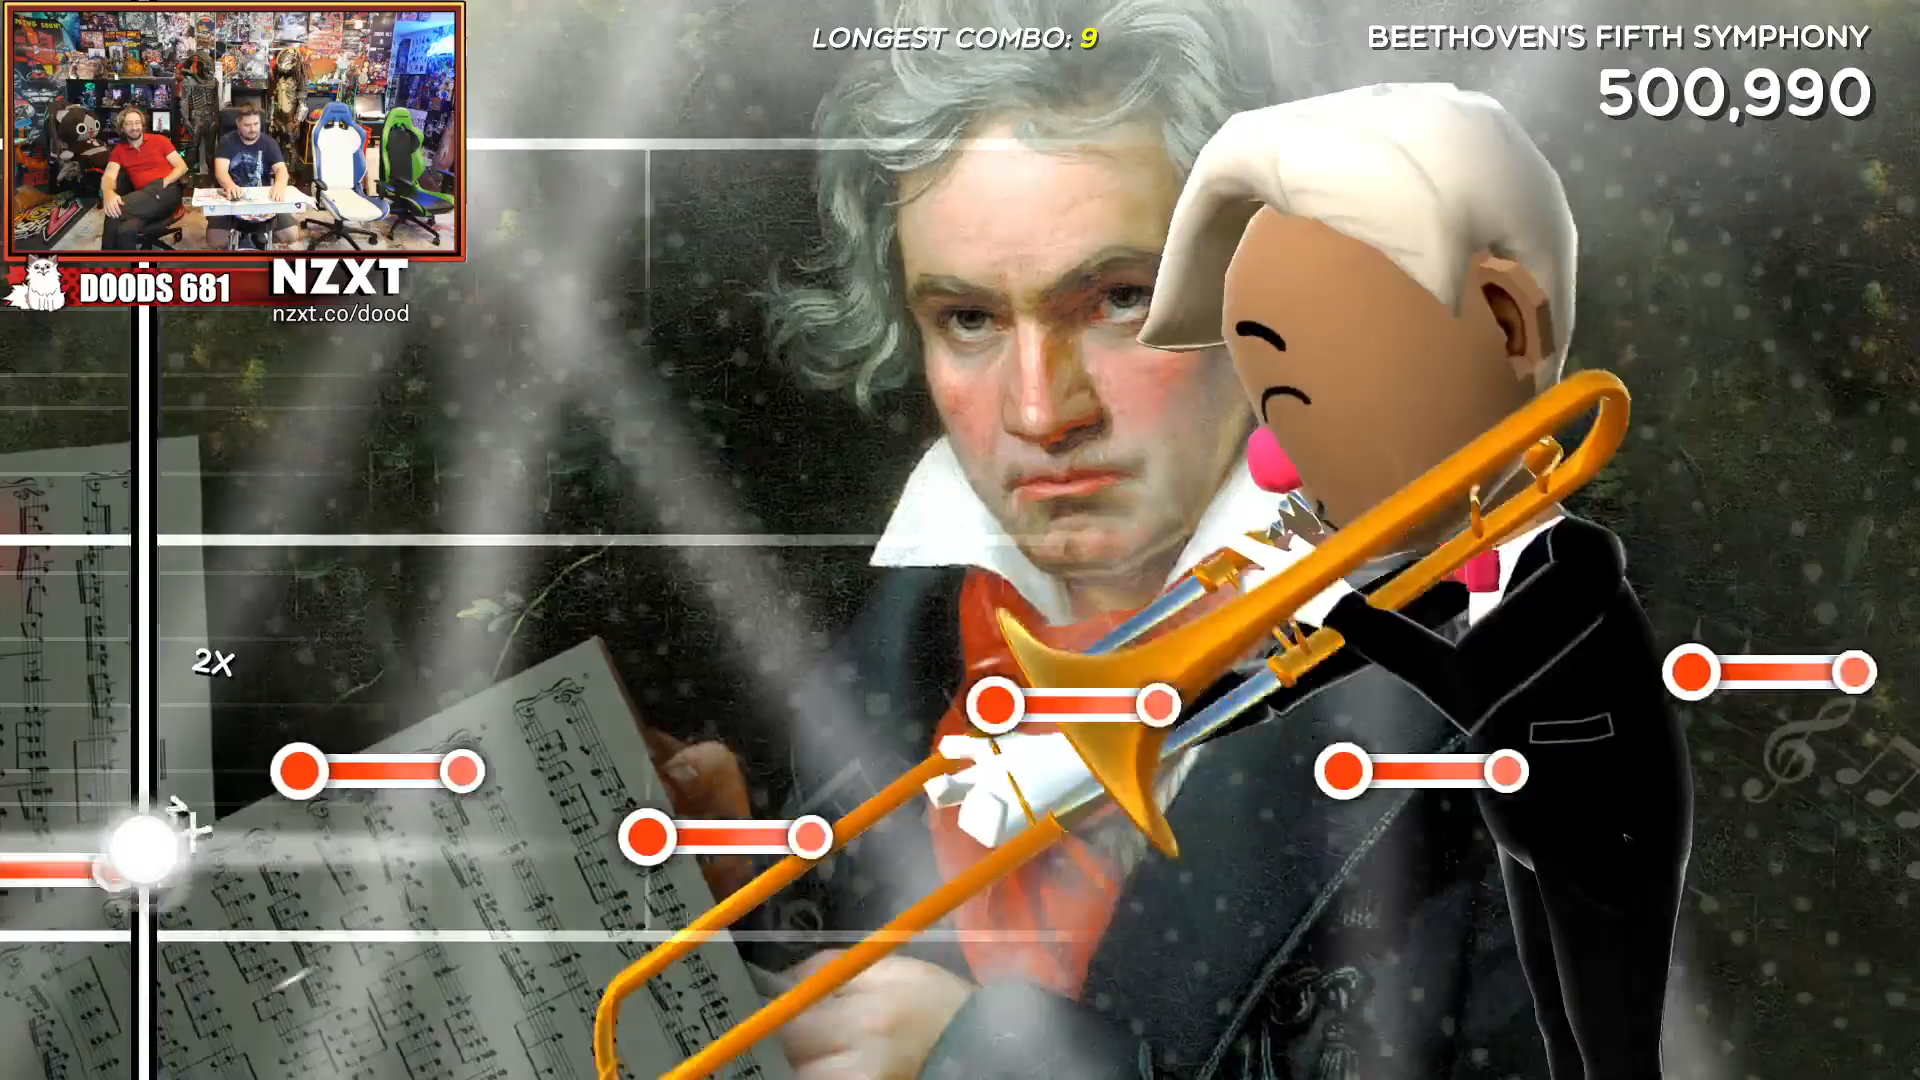 LONGEST COMBO: 9
BEETHOVEN'S FIFTH SYMPHONY
500,990
DOODS 681
NZXT
nzxt.co/dood
2X